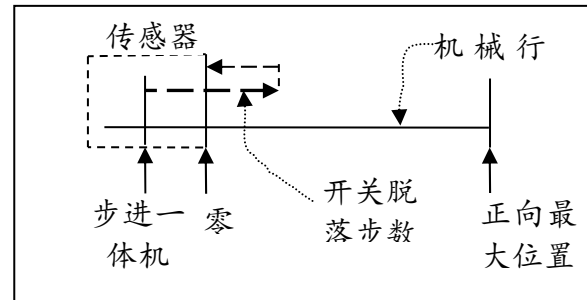 传感器
机 械 行
步进一
体机
零
开关脱
落步数
正向最
大位置